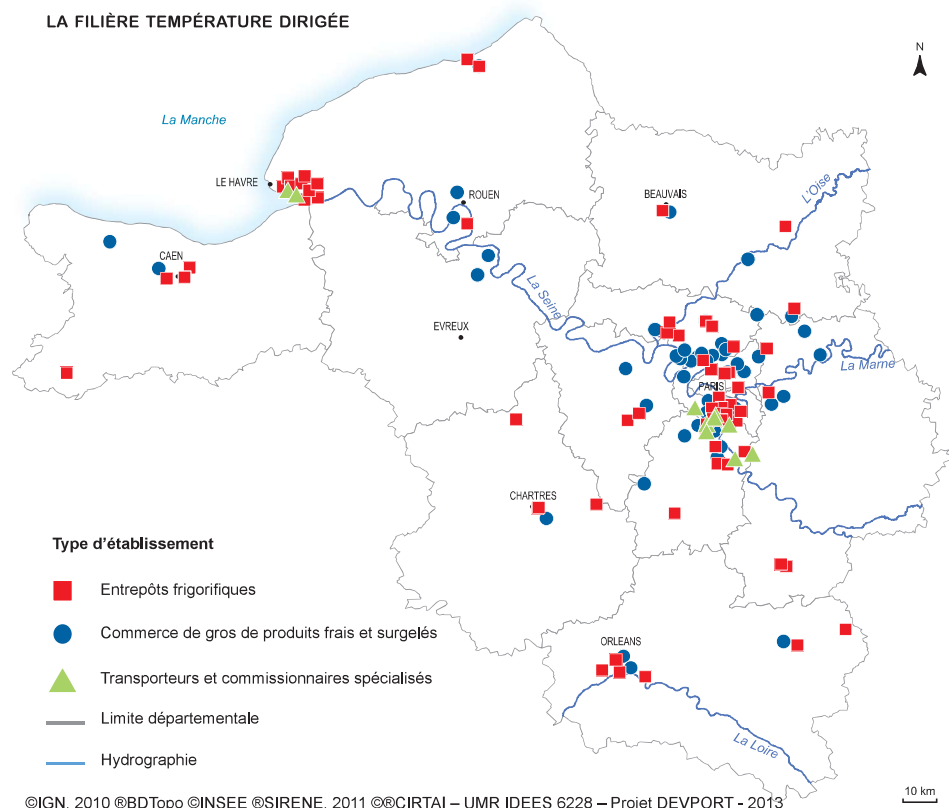 LA FILIÈRE TEMPÉRATURE DIRIGÉE
N
La Manche
LE HAVRE
ROUEN
BEAUVAIS
L'Oise
CAEN
La Seine
EVREUX
La Marne
PARIS
CHARTRES
Type d'établissement
Entrepôts frigorifiques
Commerce de gros de produits frais et surgelés
ORLEANS
Transporteurs et commissionnaires spécialisés
Limite départementale
La Loire
Hydrographie
10 km
©IGN, 2010 ®BDTopo ©INSEE ®SIRENE, 2011 ©®CIRTAI – UMR IDEES 6228 – Projet DEVPORT - 2013